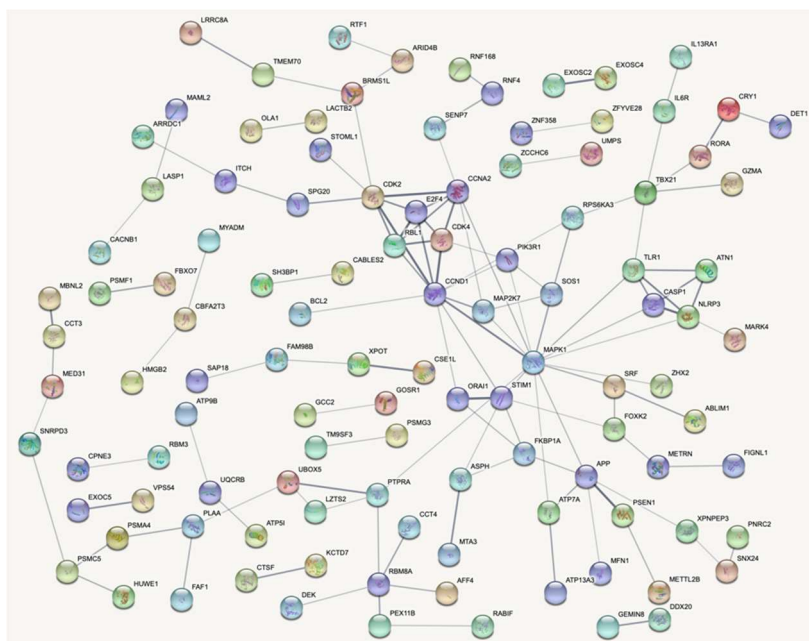 LRRC8A
RTF1
ARID4B
TMEM70
BRMS1L
RNF168
RNF4
EXOSC2
EXOSC4
IL13RA1
MAML2
ARRDC1
OLA1
LACTB2
STOML1
SENP7
ZNF358
ZFYVE28
IL6R
CRY1
DET1
ZCCHC6
UMPS
RORA
LASP1
ITCH
SPG20
CDK2
CCNA2
E2F4
TBX21
GZMA
RPS6KA3
CACNB1
MYADM
RBL1
CDK4
PIK3R1
TLR1
ATN1
MBNL2
PSMF1
FBXO7
SH3BP1
CABLES2
CCND1
SOS1
CASP1
NLRP3
CCT3
CBFA2T3
BCL2
MAP2K7
MARK4
MED31
HMGB2
SAP18
FAM98B
XPOT
CSE1L
MAPK1
SRF
ZHX2
ATP9B
GCC2
GOSR1
ORAI1
STIM1
FOXK2
ABLIM1
SNRPD3
CPNE3
RBM3
TM9SF3
PSMG3
FKBP1A
METRN
FIGNL1
EXOC5
VPS54
UQCRB
UBOX5
LZTS2
PTPRA
ASPH
APP
PSMA4
PLAA
ATP5I
CCT4
MTA3
ATP7A
PSEN1
XPNPEP3
PNRC2
PSMC5
HUWE1
FAF1
CTSF
KCTD7
RBM8A
AFF4
MFN1
ATP13A3
METTL2B
SNX24
DEK
PEX11B
RABIF
GEMIN8
DDX20